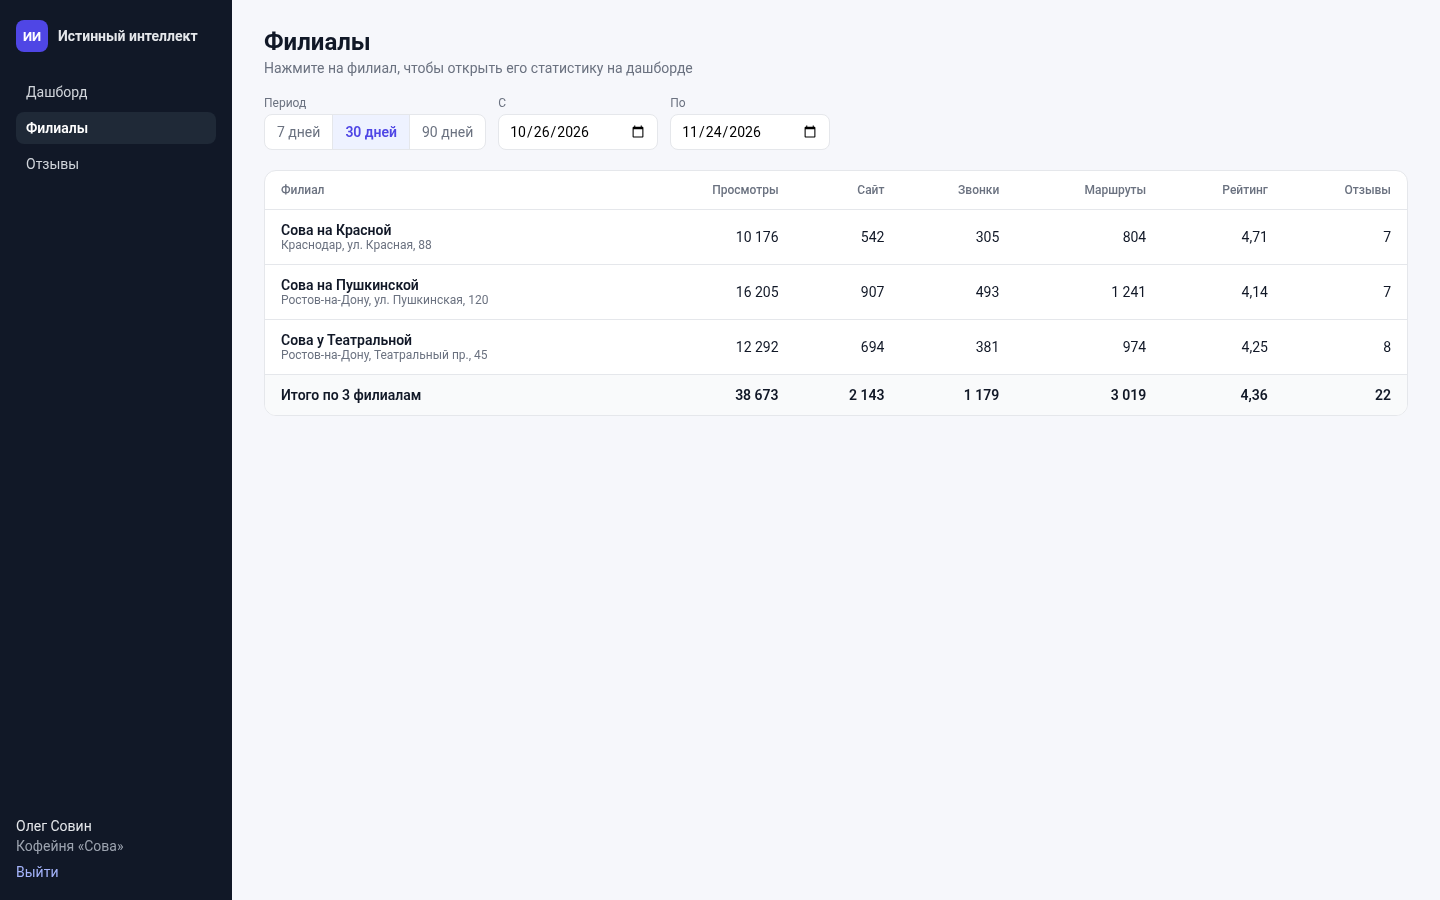 ИИ Истинный интеллект
Дашборд
Филиалы
Отзывы
Олег Совин
Кофейня «Сова»
Выйти
Филиалы
Нажмите на филиал, чтобы открыть его статистику на дашборде
Период С По
7 дней 30 дней 90 дней 10/26/2026 11/24/2026
Филиал Просмотры Сайт Звонки Маршруты Рейтинг Отзывы
Сова на Красной 10 176 542 305 804 4,71 7
Краснодар, ул. Красная, 88
Сова на Пушкинской 16 205 907 493 1 241 4,14 7
Ростов-на-Дону, ул. Пушкинская, 120
Сова у Театральной 12 292 694 381 974 4,25 8
Ростов-на-Дону, Театральный пр., 45
Итого по 3 филиалам 38 673 2 143 1 179 3 019 4,36 22